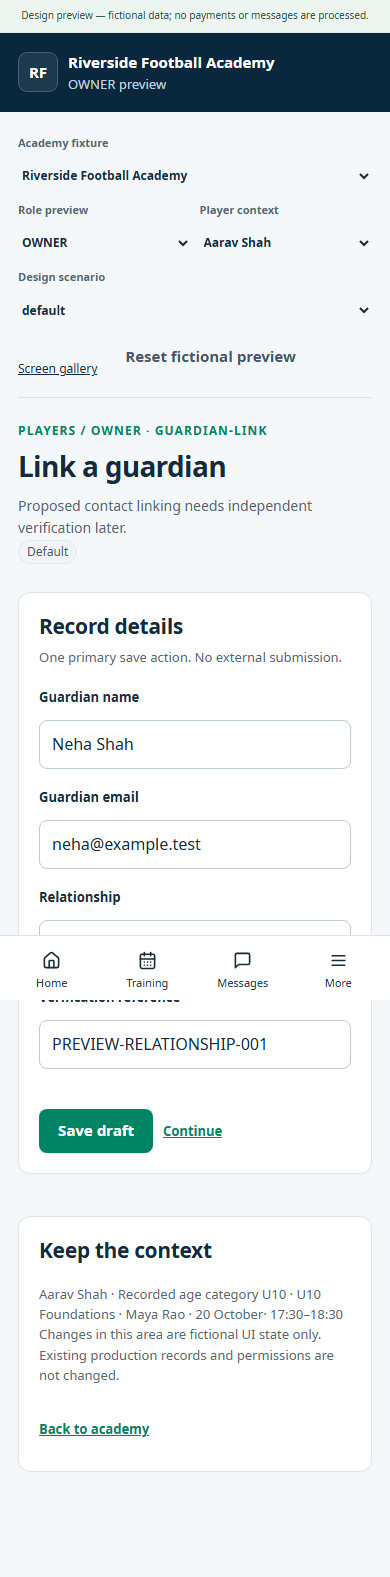 Design preview — fictional data; no payments or messages are processed.
RF
Riverside Football Academy
OWNER preview
Academy fixture
Riverside Football Academy
Role preview
Player context
OWNER
Aarav Shah
Design scenario
default
Screen gallery
Reset fictional preview
PLAYERS / OWNER · GUARDIAN-LINK
Link a guardian
Proposed contact linking needs independent
verification later.
Default
Record details
One primary save action. No external submission.
Guardian name
Neha Shah
Guardian email
neha@example.test
Relationship
Home
Training
Messages
More
Verification reference
PREVIEW-RELATIONSHIP-001
Save draft
Continue
Keep the context
Aarav Shah · Recorded age category U10 · U10
Foundations · Maya Rao · 20 October· 17:30–18:30
Changes in this area are fictional UI state only.
Existing production records and permissions are
not changed.
Back to academy